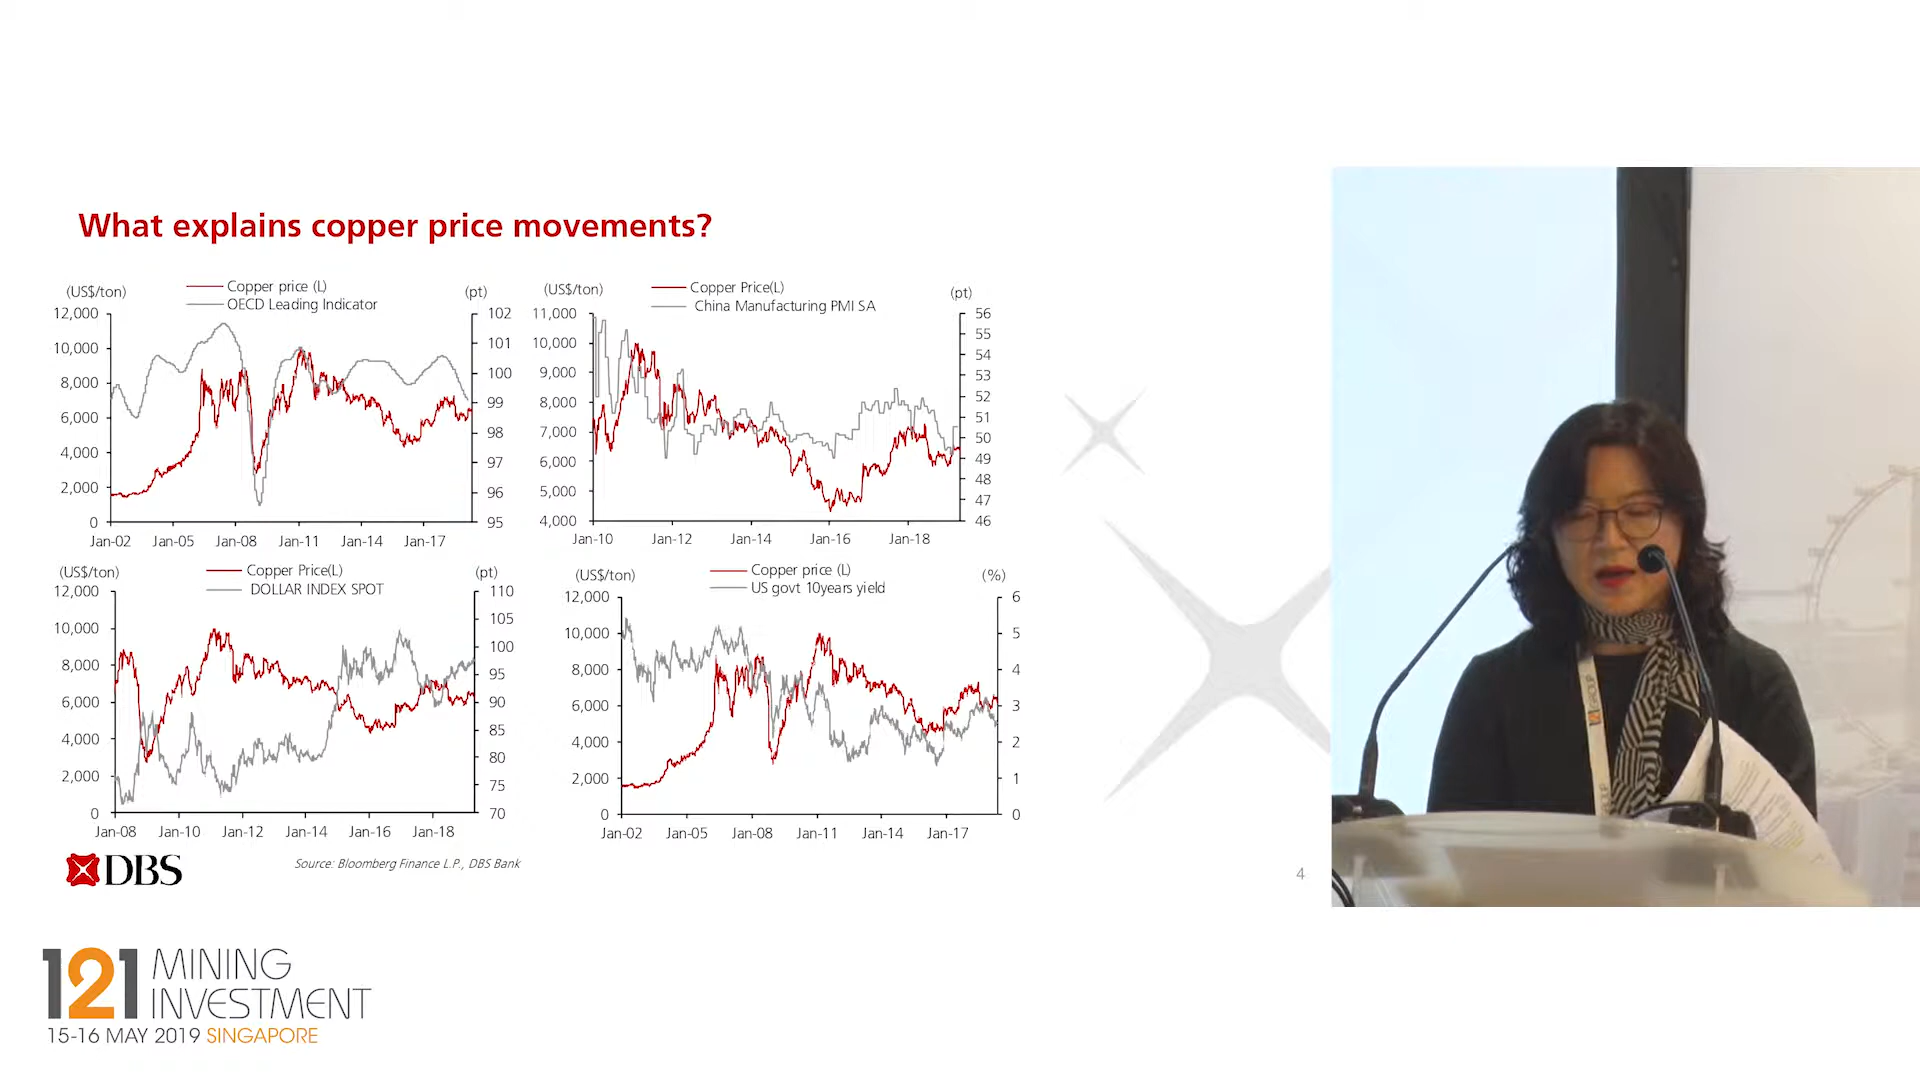 What explains copper price movements?
(US$/ton)
Copper price (L)
OECD Leading Indicator
(pt)
12,000
10,000
8,000
6,000
4,000
2,000
0
102
101
100
99
98
97
96
95
Jan-02 Jan-05 Jan-08 Jan-11 Jan-14 Jan-17
(US$/ton)
Copper Price(L)
China Manufacturing PMI SA
(pt)
11,000
10,000
9,000
8,000
7,000
6,000
5,000
4,000
56
55
54
53
52
51
50
49
48
47
46
Jan-10 Jan-12 Jan-14 Jan-16 Jan-18
(US$/ton)
Copper Price(L)
DOLLAR INDEX SPOT
(pt)
12,000
10,000
8,000
6,000
4,000
2,000
0
110
105
100
95
90
85
80
75
70
Jan-08 Jan-10 Jan-12 Jan-14 Jan-16 Jan-18
(US$/ton)
Copper price (L)
US govt 10years yield
(%)
12,000
10,000
8,000
6,000
4,000
2,000
0
6
5
4
3
2
1
0
Jan-02 Jan-05 Jan-08 Jan-11 Jan-14 Jan-17
DBS
Source: Bloomberg Finance L.P., DBS Bank
4
121 GROUP
121 MINING
INVESTMENT
15-16 MAY 2019 SINGAPORE